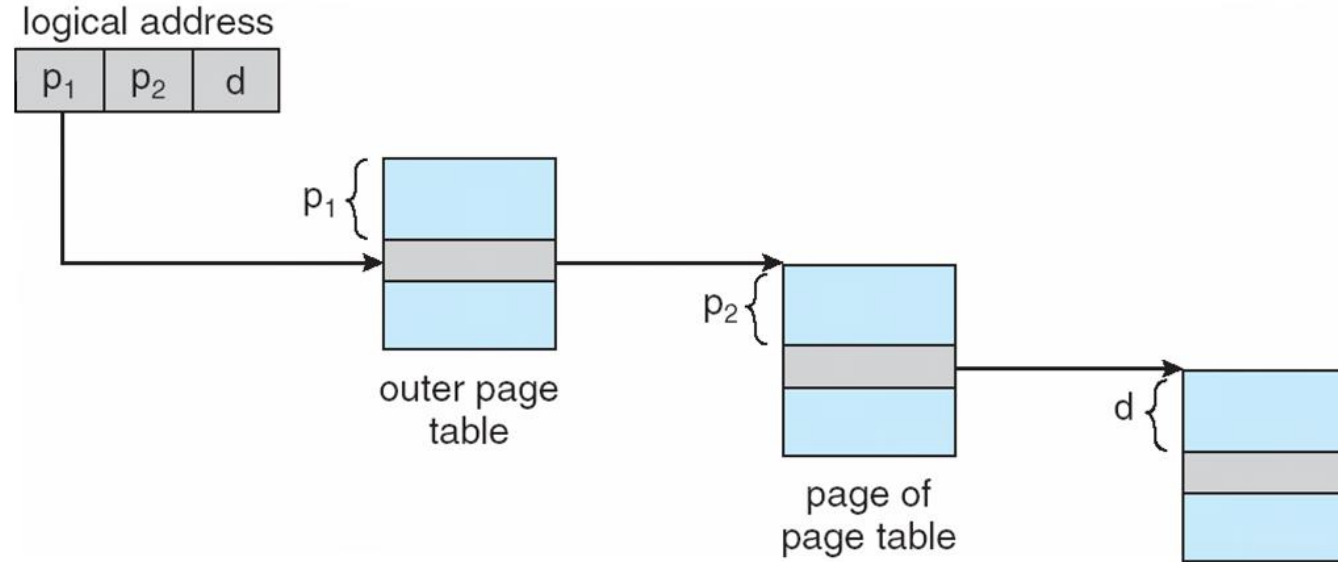 logical address
p₁ p₂ d
p₁
outer page
table
p₂
page of
page table
d